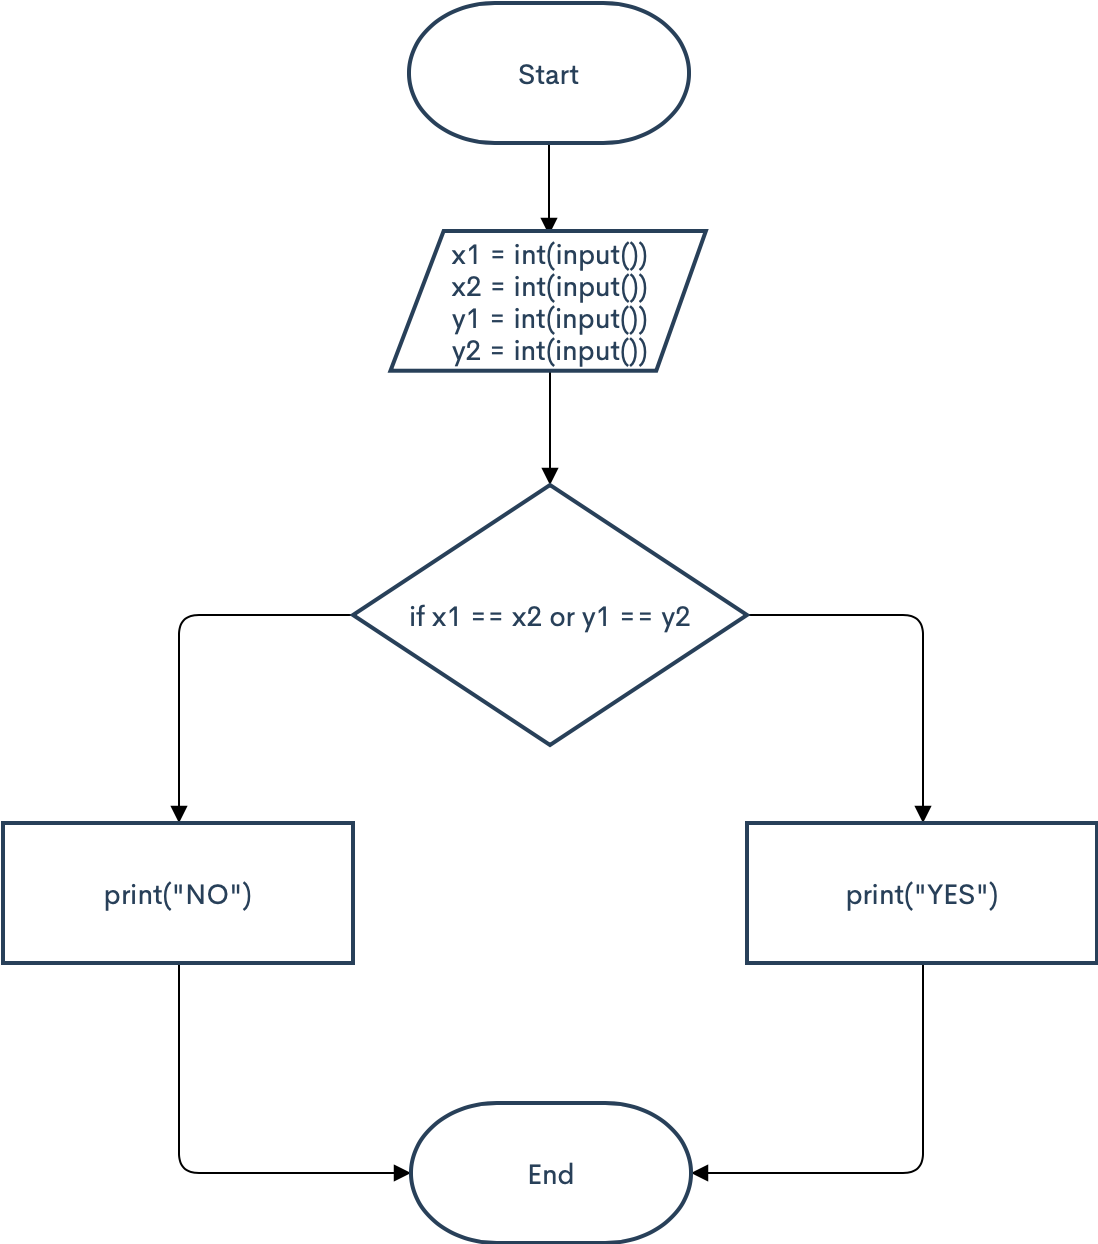 Start
x1 = int(input())
x2 = int(input())
y1 = int(input())
y2 = int(input())
if x1 == x2 or y1 == y2
print("NO")
print("YES")
End